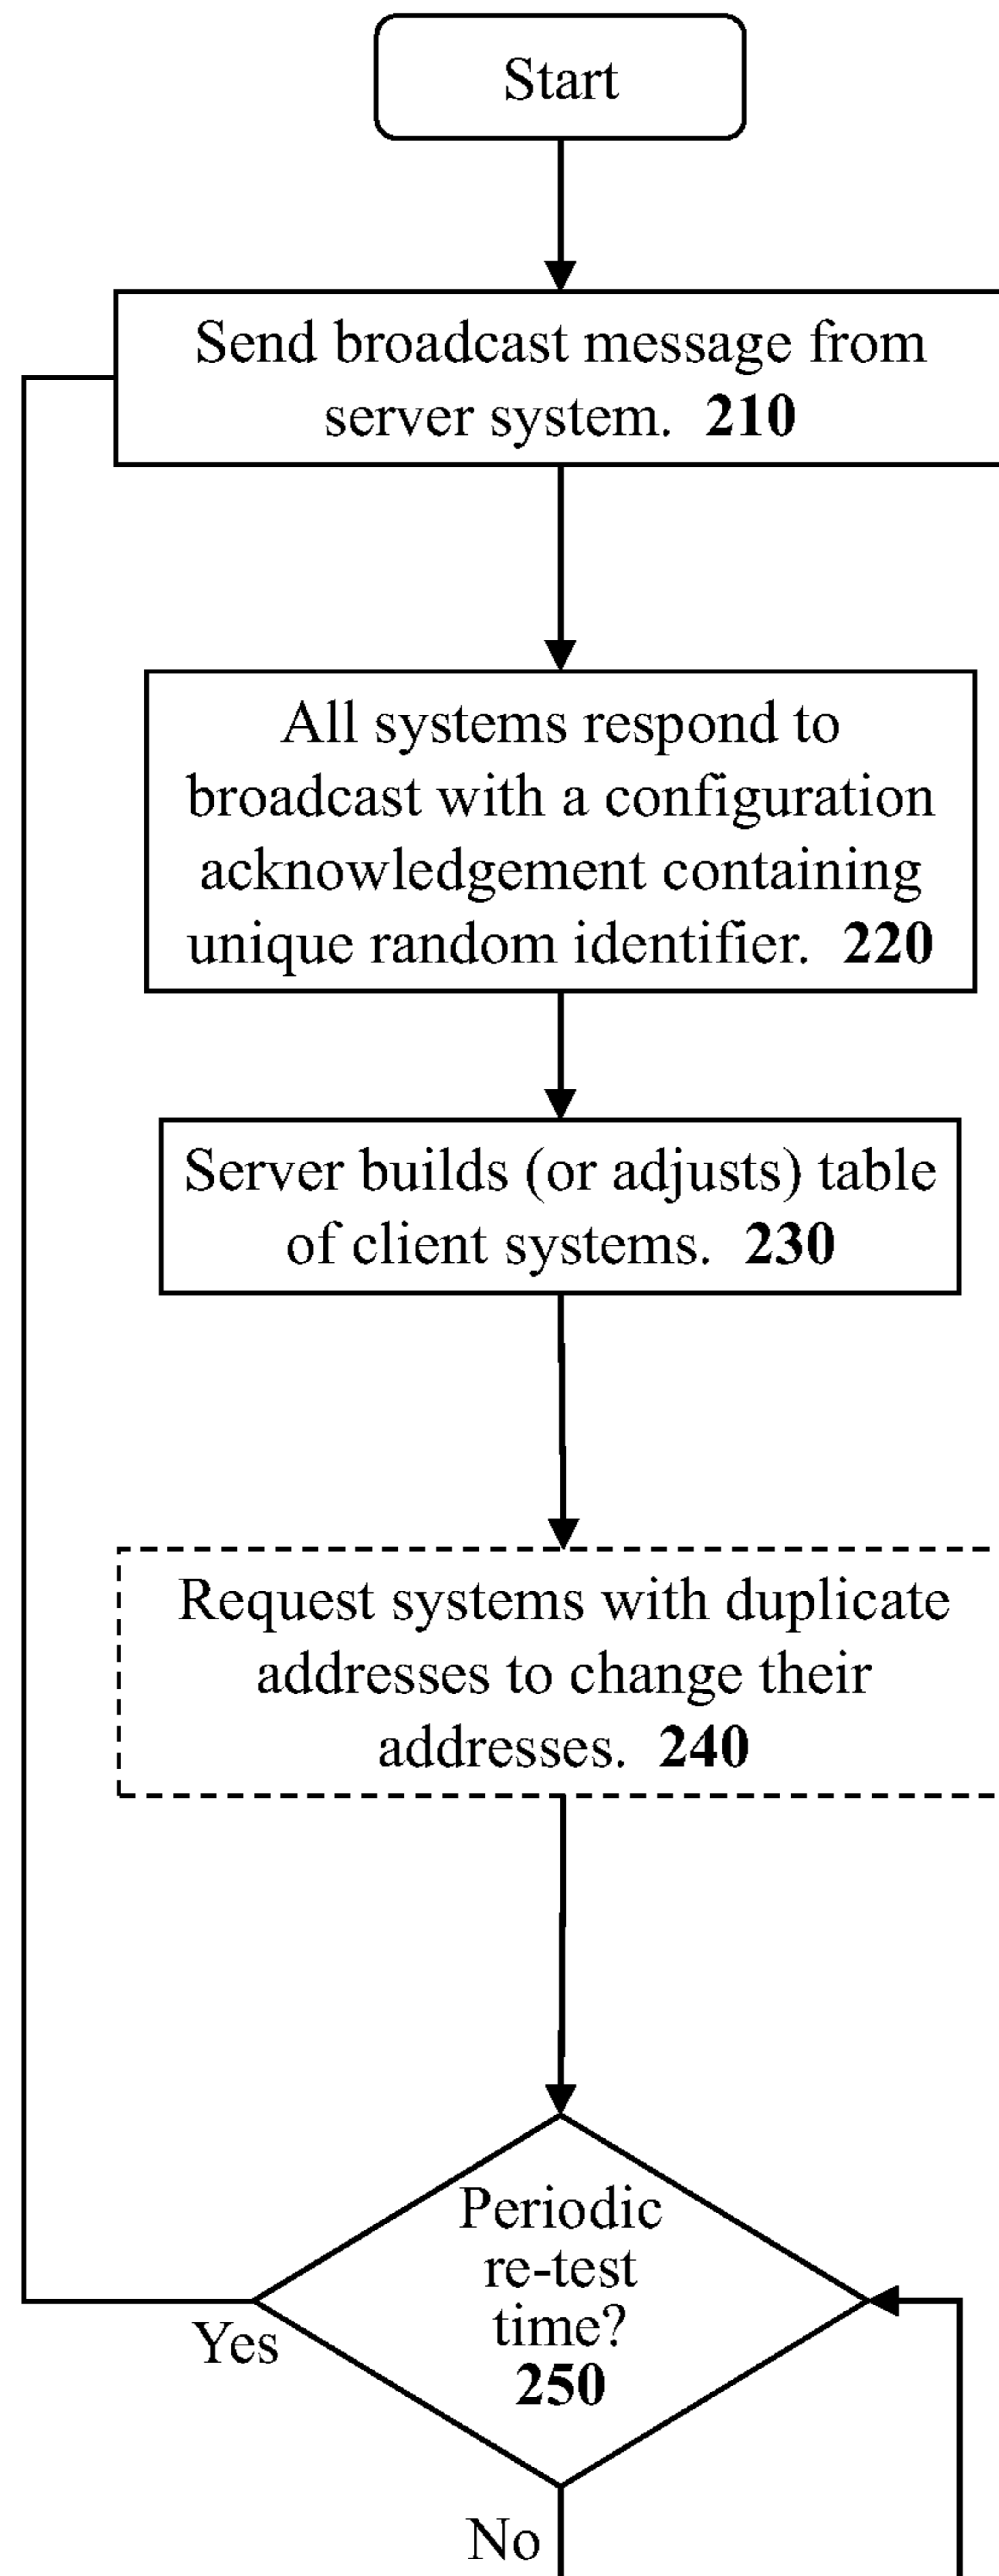 Start
Send broadcast message from
server system. 210
All systems respond to
broadcast with a configuration
acknowledgement containing
unique random identifier. 220
Server builds (or adjusts) table
of client systems. 230
Request systems with duplicate
addresses to change their
addresses. 240
Periodic
re-test
time?
250
Yes
No